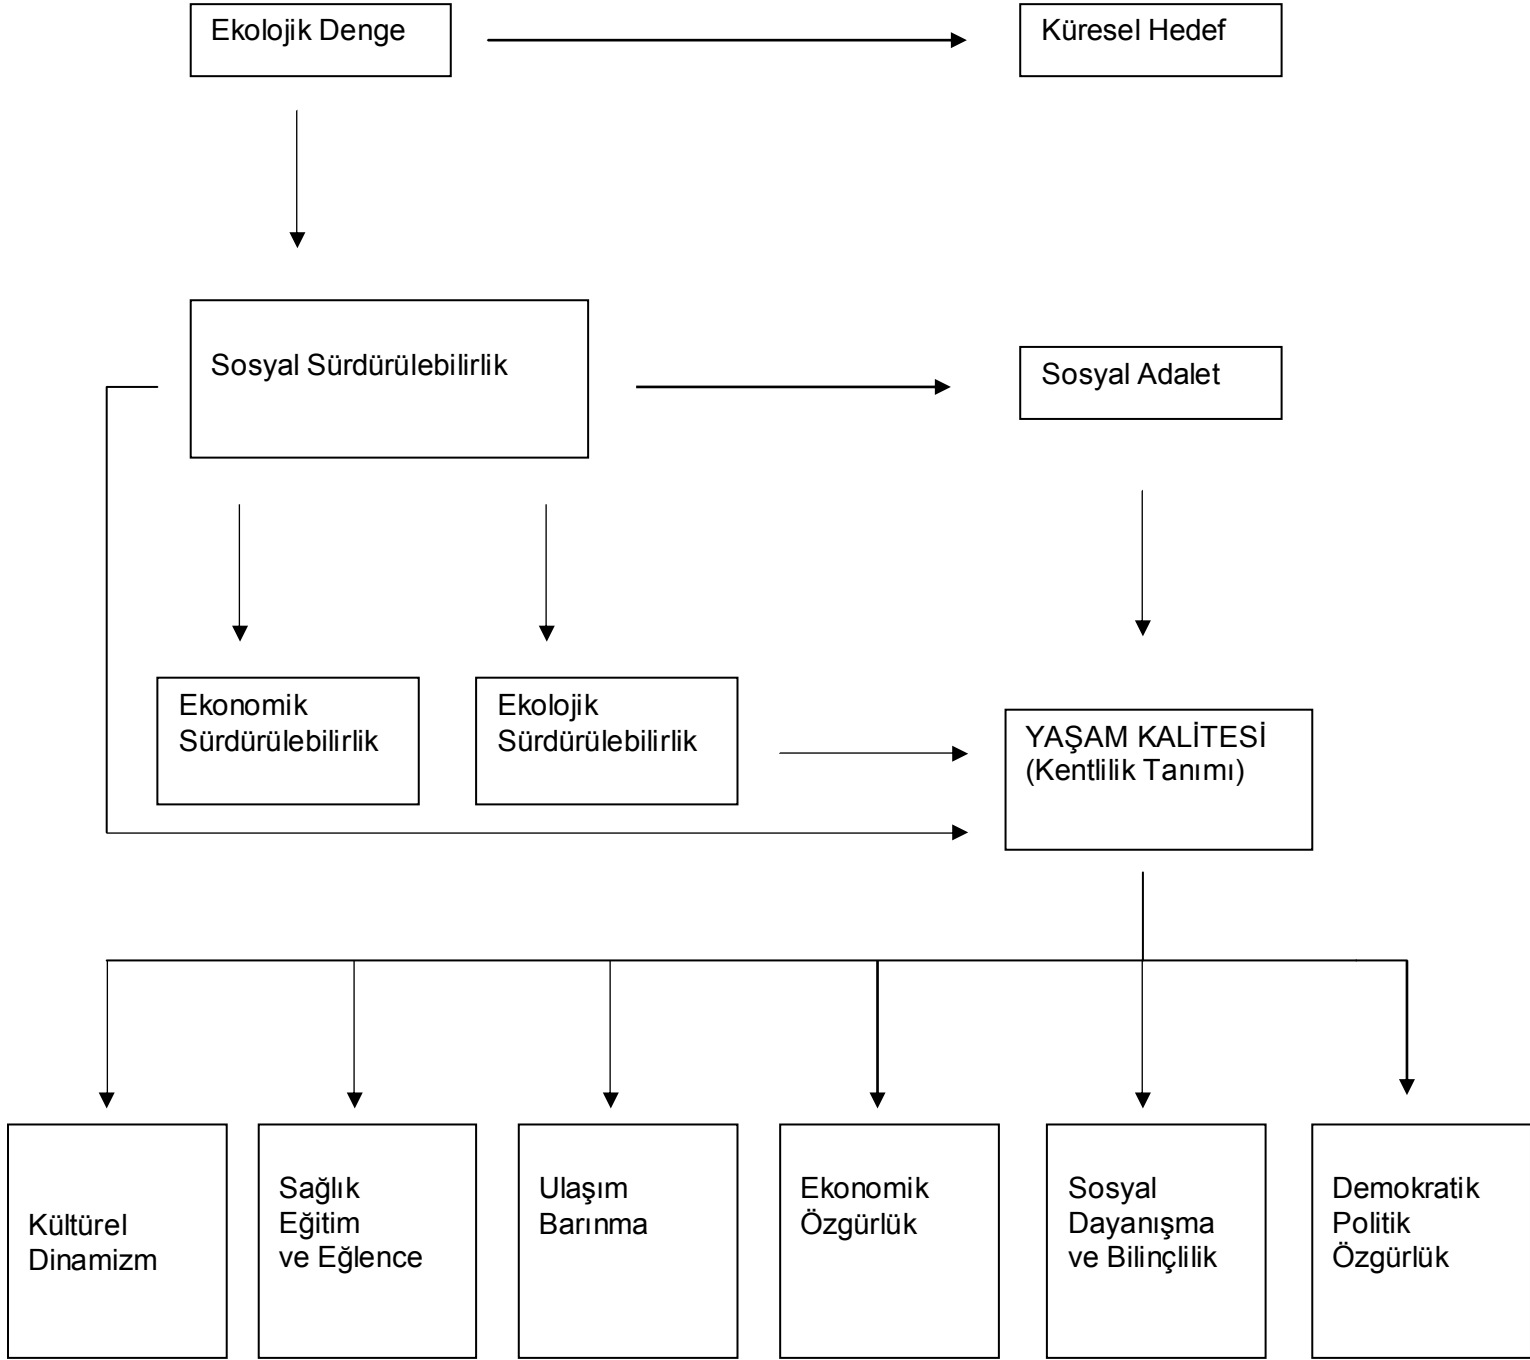 Ekolojik Denge
Küresel Hedef
Sosyal Sürdürülebilirlik
Sosyal Adalet
Ekonomik
Sürdürülebilirlik
Ekolojik
Sürdürülebilirlik
YAŞAM KALİTESİ
(Kentlilik Tanımı)
Kültürel
Dinamizm
Sağlık
Eğitim
ve Eğlence
Ulaşım
Barınma
Ekonomik
Özgürlük
Sosyal
Dayanışma
ve Bilinçlilik
Demokratik
Politik
Özgürlük